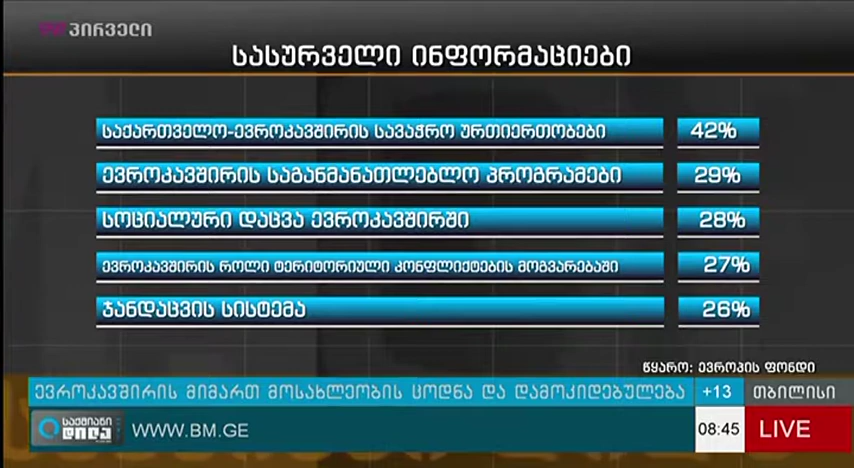 პირველი
სასურველი ინფორმაციები
საქართველო-ევროკავშირის სავაჭრო ურთიერთობები 42%
ევროკავშირის საგანმანათლებლო პროგრამები 29%
სოციალური დაცვა ევროკავშირში 28%
ევროკავშირის როლი ტერიტორიული კონფლიქტების მოგვარებაში 27%
ჯანდაცვის სისტემა 26%
წყარო: ევროპის ფონდი
ევროკავშირის მიმართ მოსახლეობის ცოდნა და დამოკიდებულება +13 თბილისი
საქმიანი
დილა
WWW.BM.GE 08:45 LIVE